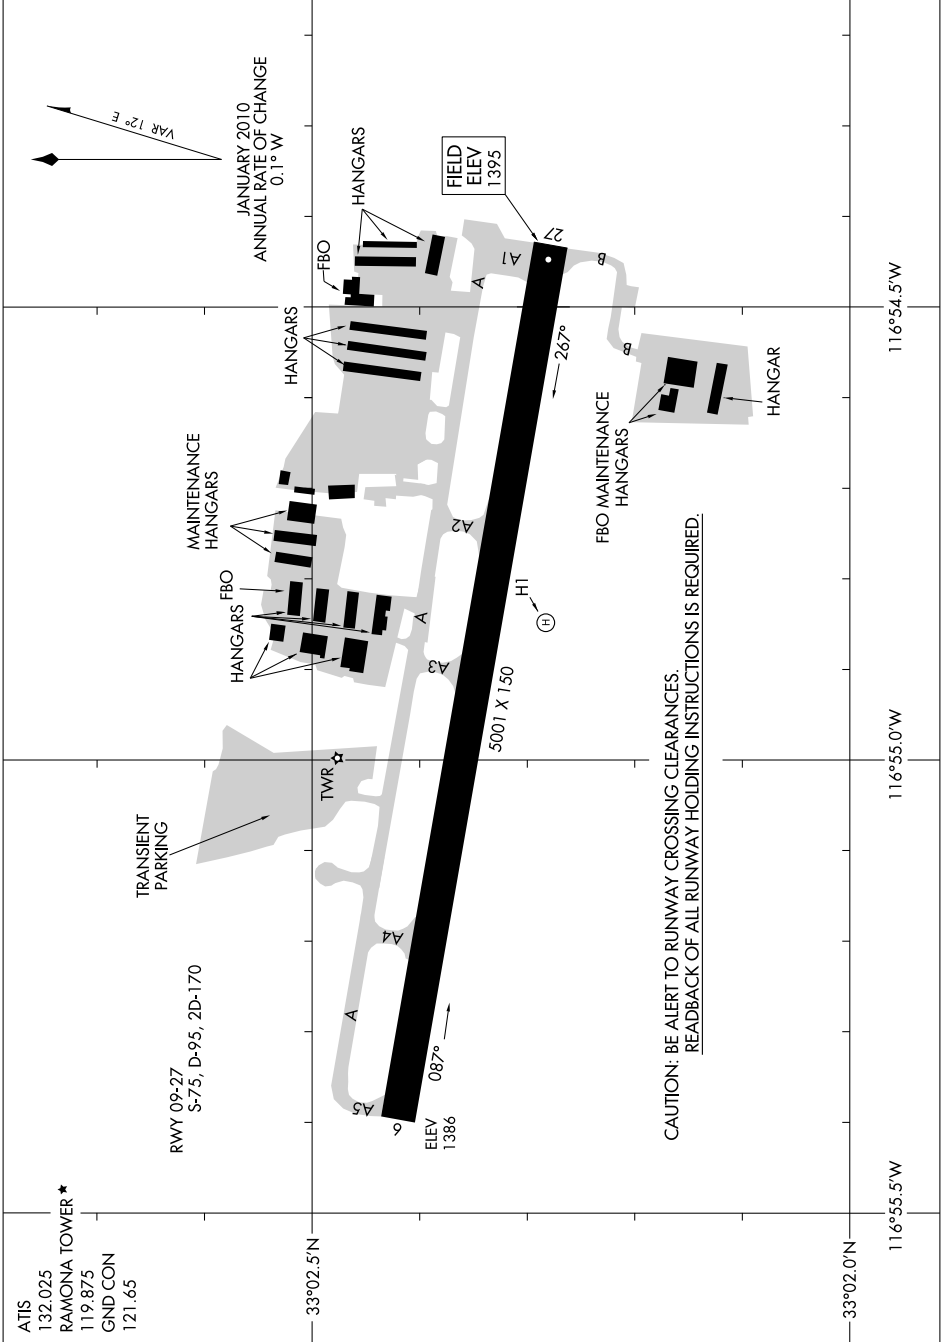 ATIS
132.025
RAMONA TOWER ★
119.875
GND CON
121.65
RWY 09-27
S-75, D-95, 2D-170
TRANSIENT
PARKING
TWR
HANGARS
FBO
MAINTENANCE
HANGARS
HANGARS
FBO
HANGARS
JANUARY 2010
ANNUAL RATE OF CHANGE
0.1° W
VAR 12° E
FIELD
ELEV
1395
A5
A
A4
A3
A
A2
A
A1
B
B
9
27
ELEV
1386
087°
5001 X 150
267°
H1
H
FBO MAINTENANCE
HANGARS
HANGAR
CAUTION: BE ALERT TO RUNWAY CROSSING CLEARANCES.
READBACK OF ALL RUNWAY HOLDING INSTRUCTIONS IS REQUIRED.
33°02.5'N
33°02.0'N
116°55.5'W
116°55.0'W
116°54.5'W